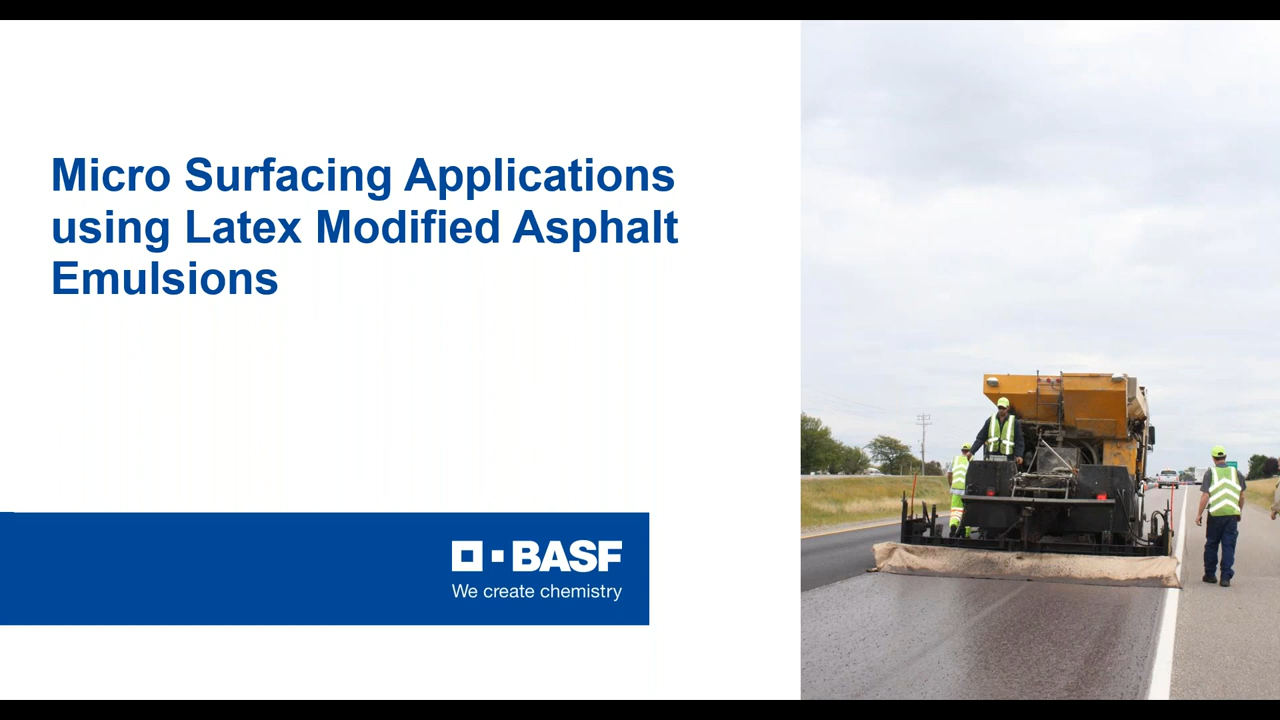 Micro Surfacing Applications
using Latex Modified Asphalt
Emulsions
BASF
We create chemistry